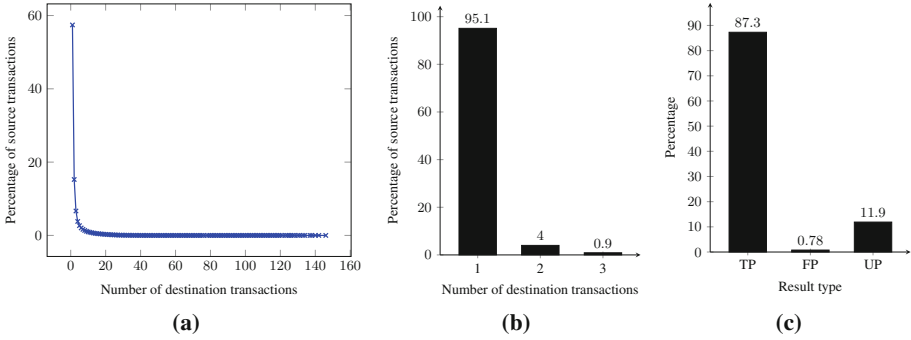 Percentage of source transactions
60
40
20
0
0 20 40 60 80 100 120 140 160
Number of destination transactions
(a)
Percentage of source transactions
100
80
60
40
20
0
95.1
4
0.9
1 2 3
Number of destination transactions
(b)
Percentage
90
80
70
60
50
40
30
20
10
0
87.3
0.78
11.9
TP FP UP
Result type
(c)